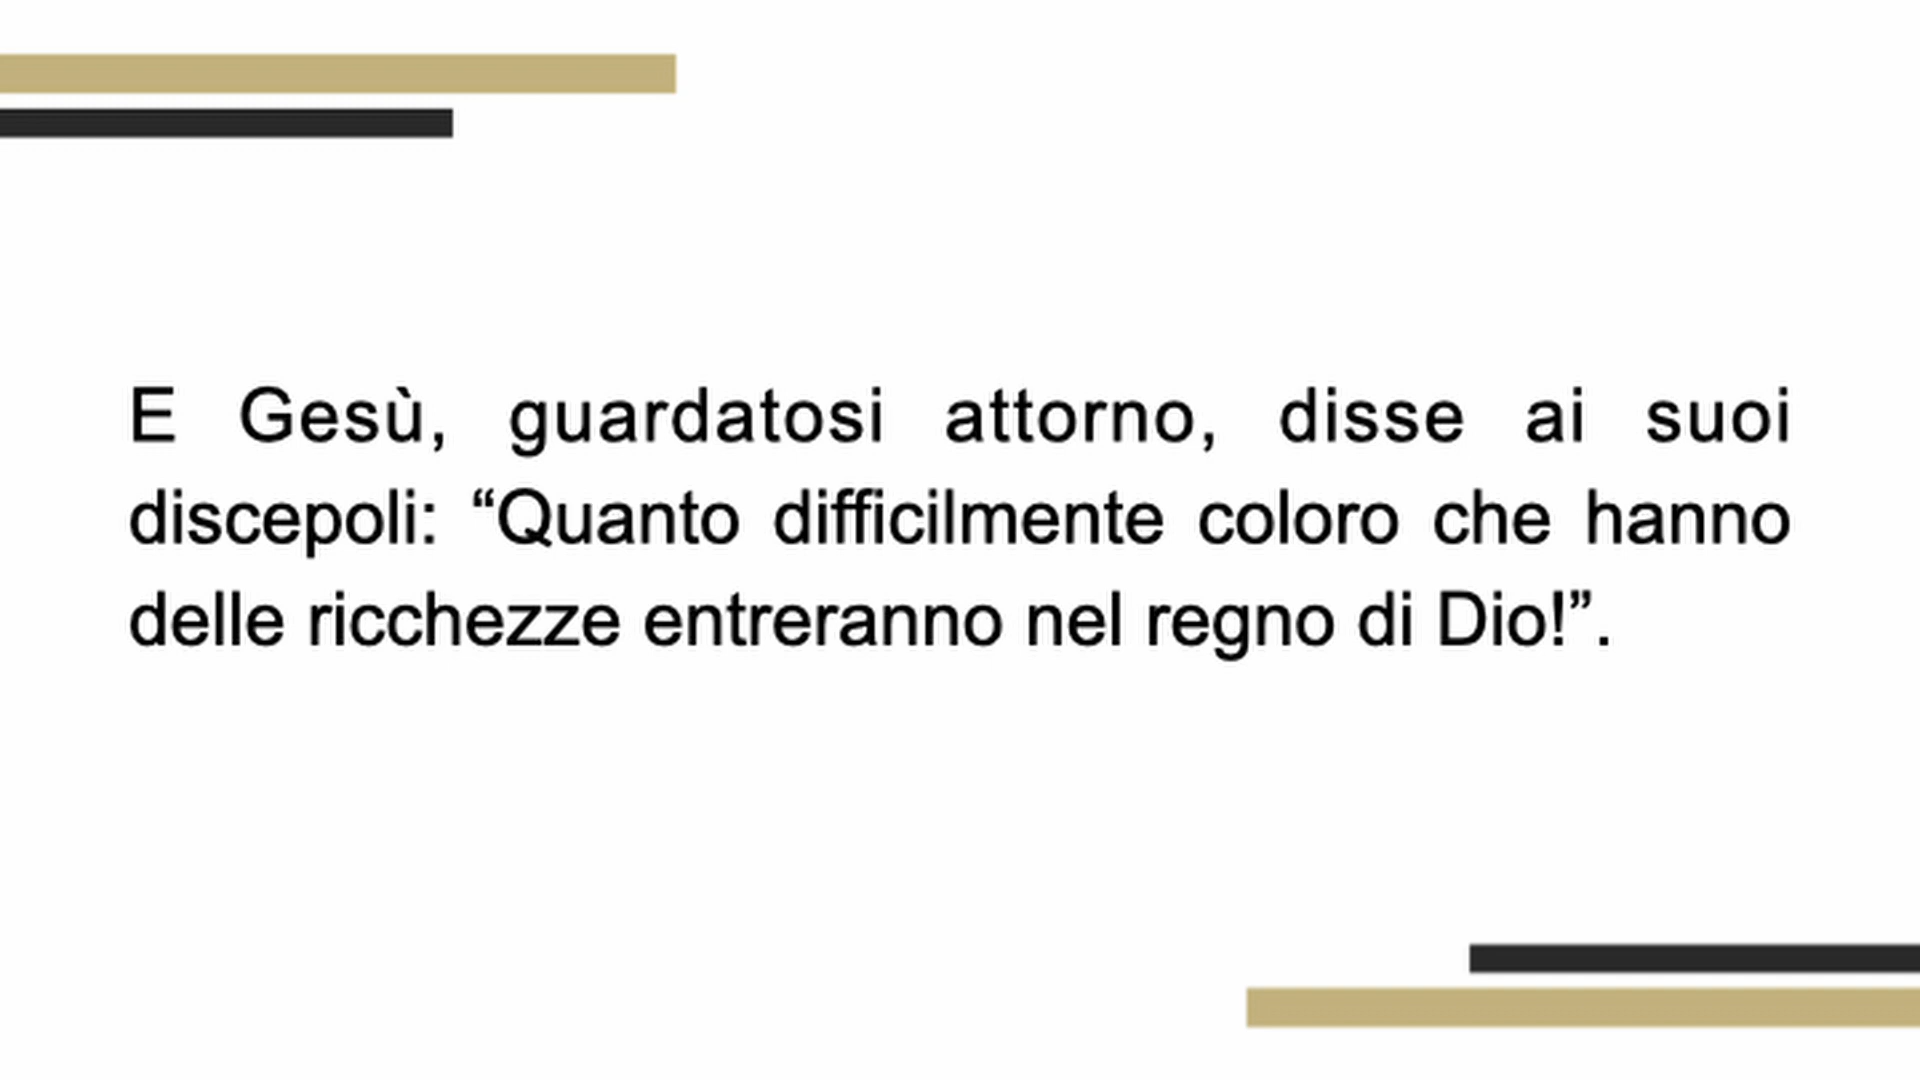 E Gesù, guardatosi attorno, disse ai suoi
discepoli: “Quanto difficilmente coloro che hanno
delle ricchezze entreranno nel regno di Dio!”.